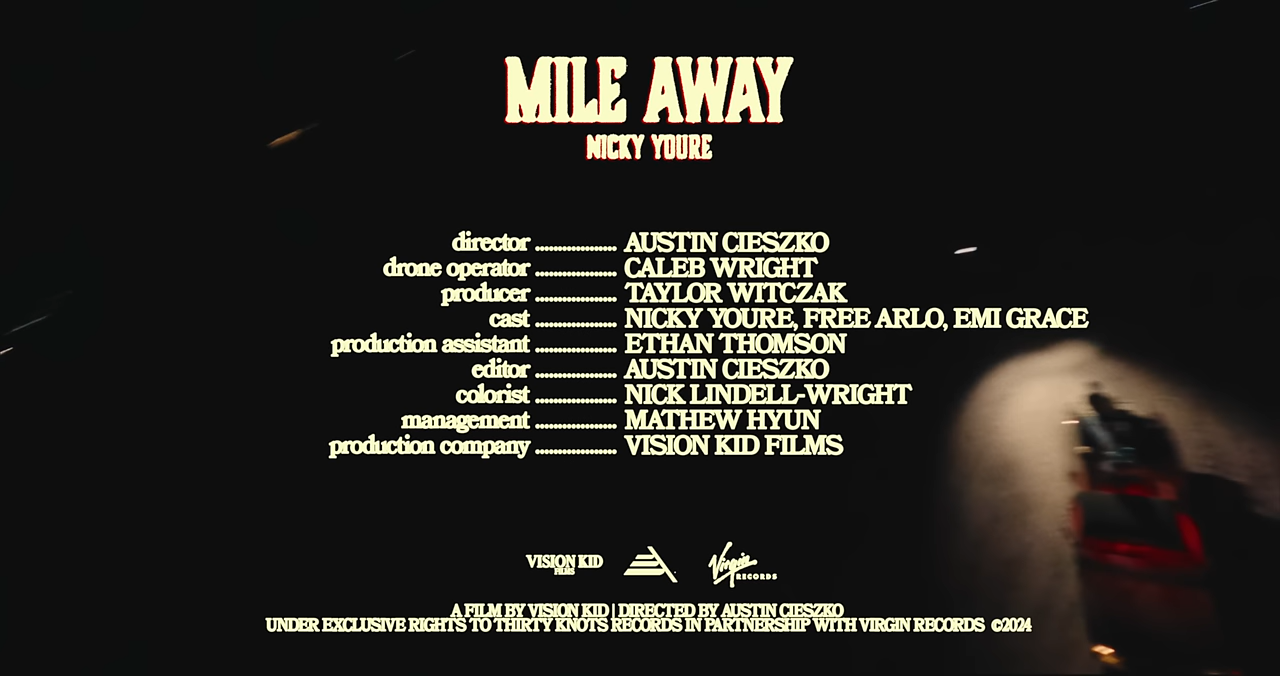 MILE AWAY
NICKY YOURE
director .................. AUSTIN CIESZKO
drone operator .................. CALEB WRIGHT
producer .................. TAYLOR WITCZAK
cast .................. NICKY YOURE, FREE ARLO, EMI GRACE
production assistant .................. ETHAN THOMSON
editor .................. AUSTIN CIESZKO
colorist .................. NICK LINDELL-WRIGHT
management .................. MATHEW HYUN
production company .................. VISION KID FILMS
VISION KID
FILMS
Virgin
RECORDS
A FILM BY VISION KID | DIRECTED BY AUSTIN CIESZKO
UNDER EXCLUSIVE RIGHTS TO THIRTY KNOTS RECORDS IN PARTNERSHIP WITH VIRGIN RECORDS ©2024